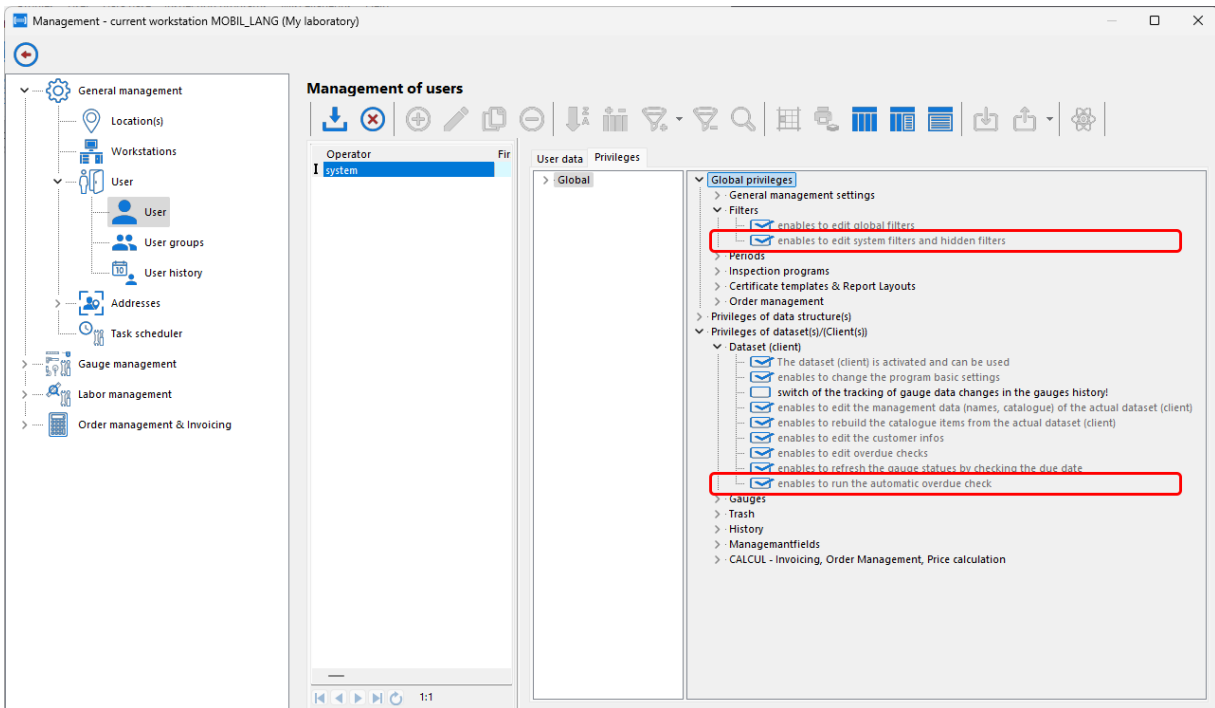 Management - current workstation MOBIL_LANG (My laboratory)
General management
Location(s)
Workstations
User
User
User groups
10
User history
Addresses
Task scheduler
Gauge management
Labor management
Order management & Invoicing
Management of users
Operator Fir
system
1:1
User data Privileges
Global
Global privileges
General management settings
Filters
enables to edit global filters
enables to edit system filters and hidden filters
Periods
Inspection programs
Certificate templates & Report Layouts
Order management
Privileges of data structure(s)
Privileges of dataset(s)/(Client(s))
Dataset (client)
The dataset (client) is activated and can be used
enables to change the program basic settings
switch of the tracking of gauge data changes in the gauges history!
enables to edit the management data (names, catalogue) of the actual dataset (client)
enables to rebuild the catalogue items from the actual dataset (client)
enables to edit the customer infos
enables to edit overdue checks
enables to refresh the gauge statues by checking the due date
enables to run the automatic overdue check
Gauges
Trash
History
Managemantfields
CALCUL - Invoicing, Order Management, Price calculation